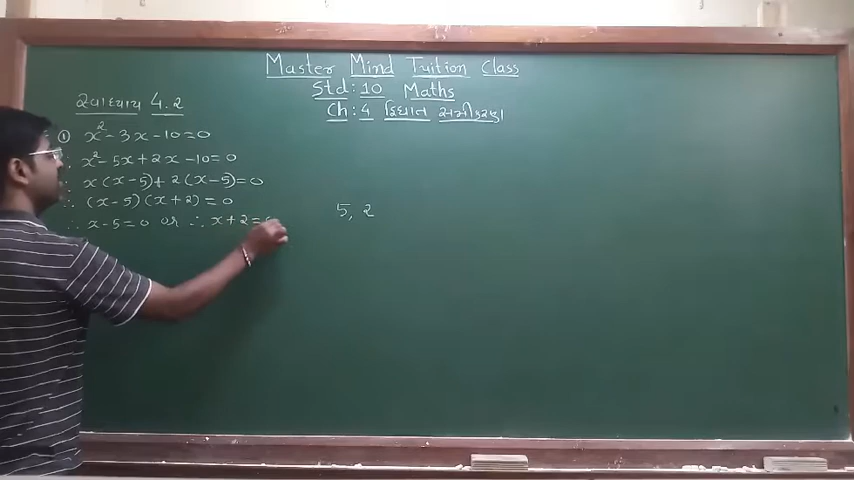 Master Mind Tuition Class
Std: 10 Maths
Ch: 4 દ્વિઘાત સમીકરણ
સ્વાધ્યાય 4.2
① x² - 3x - 10 = 0
∴ x² - 5x + 2x - 10 = 0
∴ x(x-5) + 2(x-5) = 0
∴ (x-5)(x+2) = 0
∴ x-5=0 or ∴ x+2=
5, 2